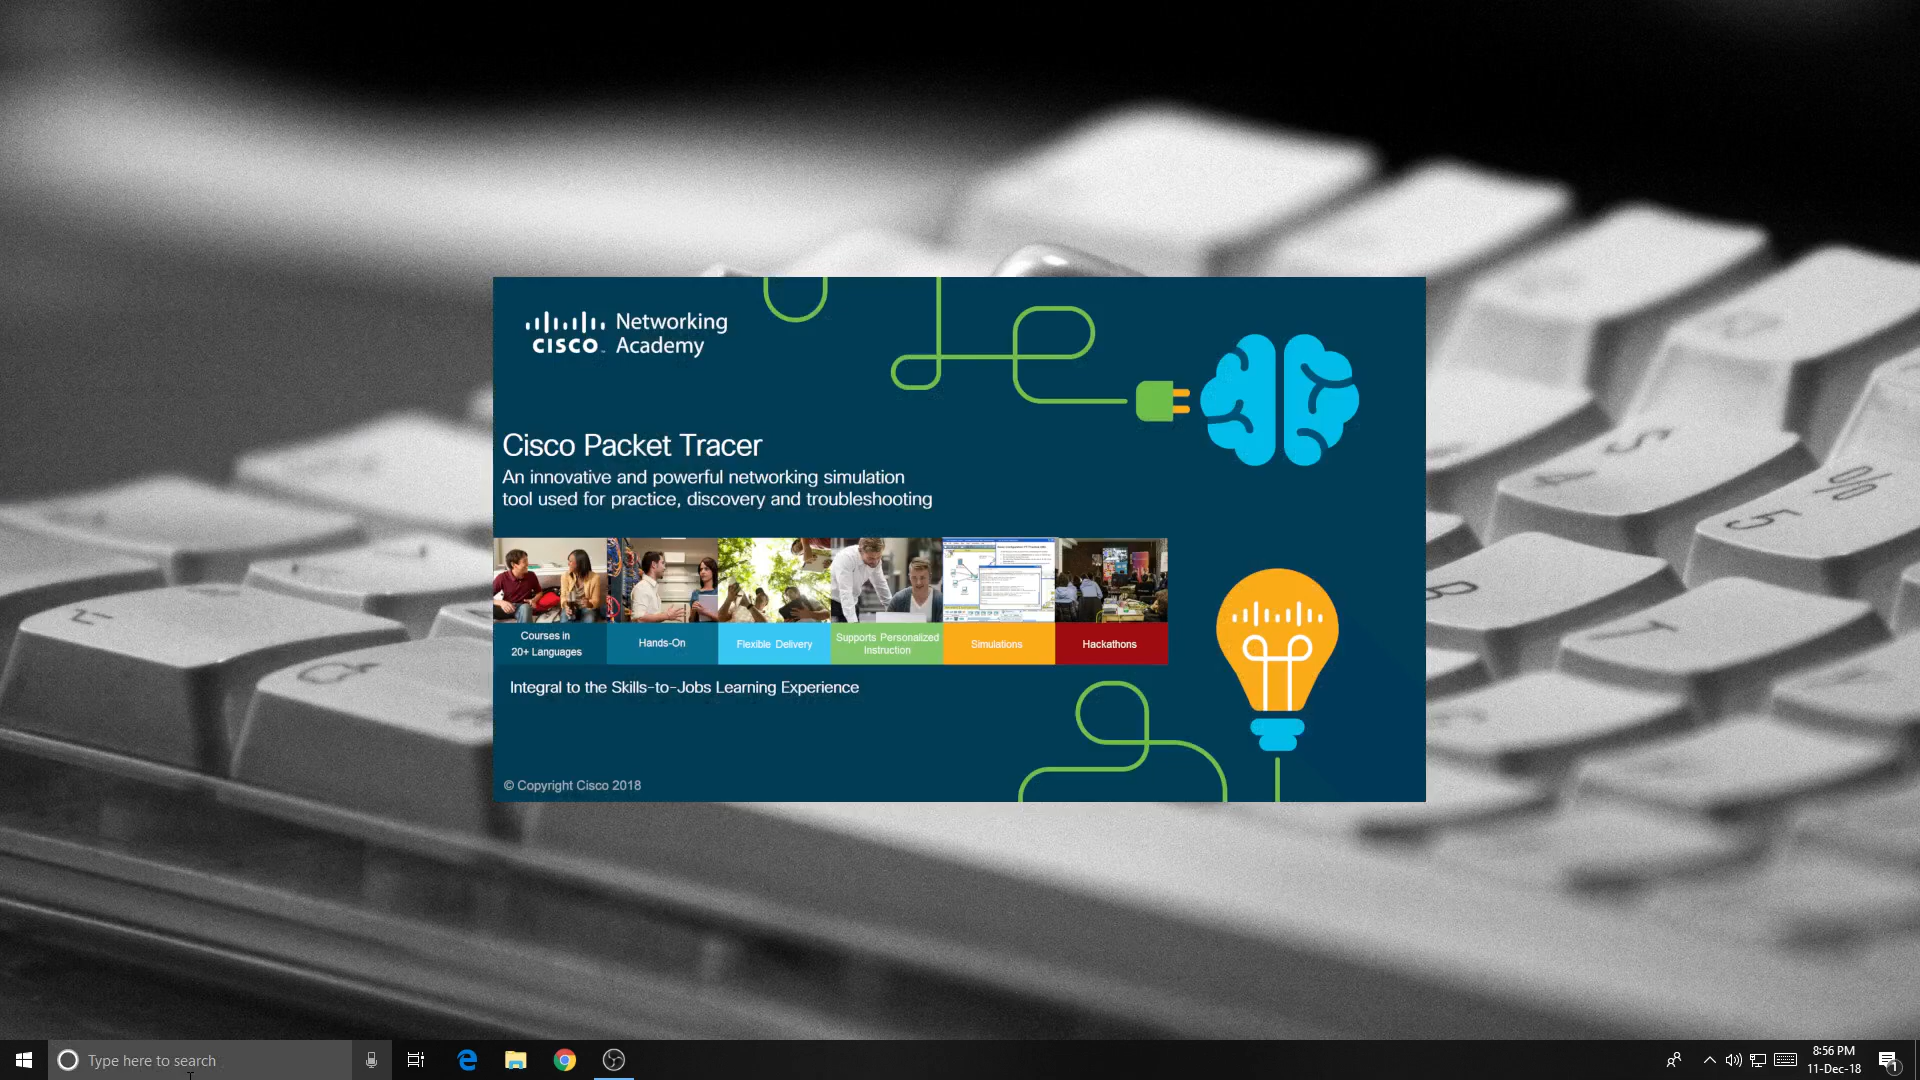 CISCO
Networking
Academy
Cisco Packet Tracer
An innovative and powerful networking simulation
tool used for practice, discovery and troubleshooting
Courses in
20+ Languages
Hands-On
Flexible Delivery
Supports Personalized
Instruction
Simulations
Hackathons
Integral to the Skills-to-Jobs Learning Experience
© Copyright Cisco 2018
Type here to search
8:56 PM
11-Dec-18
1